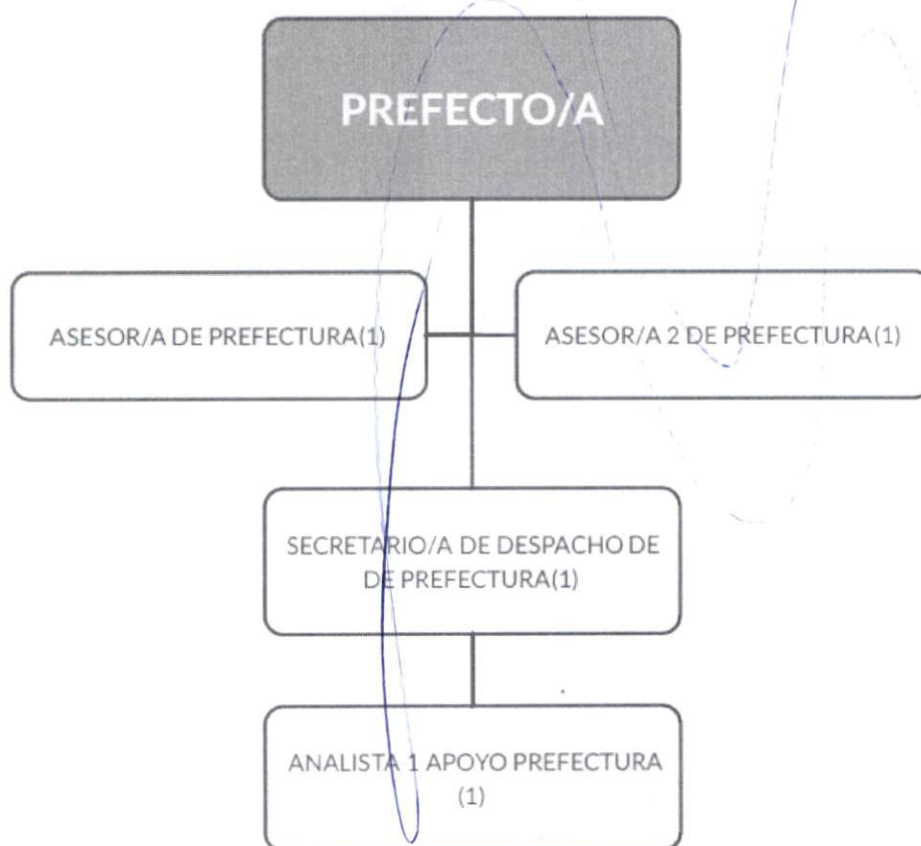 PREFECTO/A
ASESOR/A DE PREFECTURA(1)
ASESOR/A 2 DE PREFECTURA(1)
SECRETARIO/A DE DESPACHO DE
DE PREFECTURA(1)
ANALISTA 1 APOYO PREFECTURA
(1)